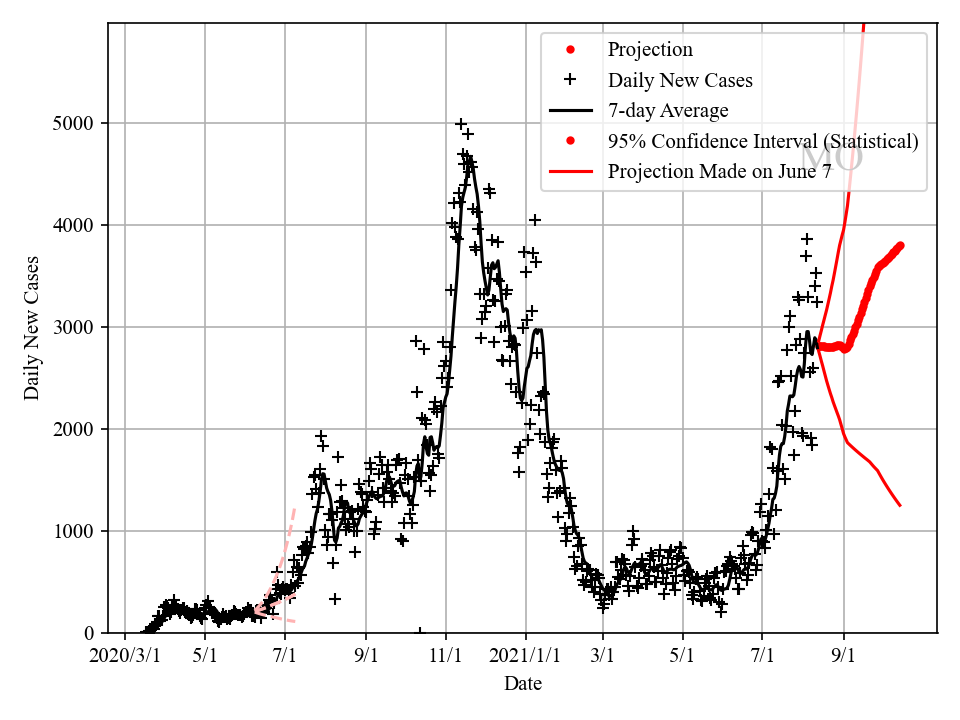 Projection
Daily New Cases
7-day Average
95% Confidence Interval (Statistical)
Projection Made on June 7
MO
5000
4000
3000
2000
1000
0
Daily New Cases
2020/3/1 5/1 7/1 9/1 11/1 2021/1/1 3/1 5/1 7/1 9/1
Date